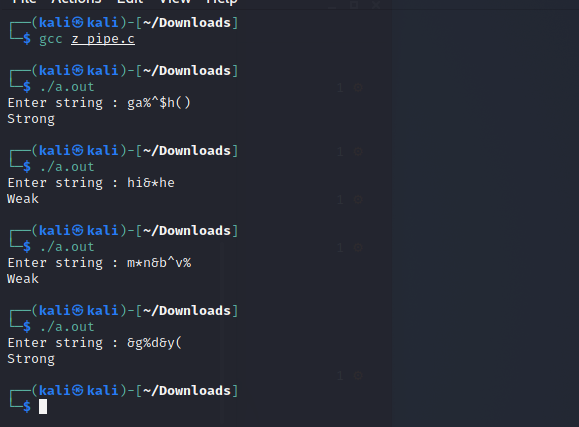 File Actions Edit View Help
┌──(kali㉿kali)-[~/Downloads]
└─$ gcc z_pipe.c
┌──(kali㉿kali)-[~/Downloads]
└─$ ./a.out
Enter string : ga%^$h()
Strong
┌──(kali㉿kali)-[~/Downloads]
└─$ ./a.out
Enter string : hi&*he
Weak
┌──(kali㉿kali)-[~/Downloads]
└─$ ./a.out
Enter string : m*n&b^v%
Weak
┌──(kali㉿kali)-[~/Downloads]
└─$ ./a.out
Enter string : &g%d&y(
Strong
┌──(kali㉿kali)-[~/Downloads]
└─$